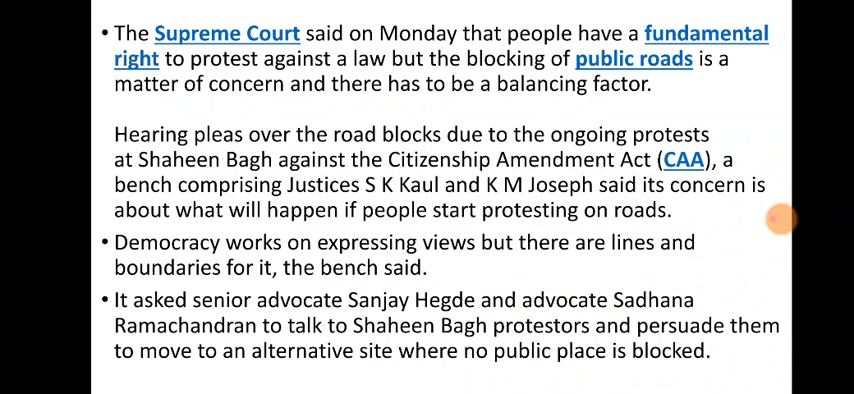 • The Supreme Court said on Monday that people have a fundamental
right to protest against a law but the blocking of public roads is a
matter of concern and there has to be a balancing factor.
Hearing pleas over the road blocks due to the ongoing protests
at Shaheen Bagh against the Citizenship Amendment Act (CAA), a
bench comprising Justices S K Kaul and K M Joseph said its concern is
about what will happen if people start protesting on roads.
• Democracy works on expressing views but there are lines and
boundaries for it, the bench said.
• It asked senior advocate Sanjay Hegde and advocate Sadhana
Ramachandran to talk to Shaheen Bagh protestors and persuade them
to move to an alternative site where no public place is blocked.